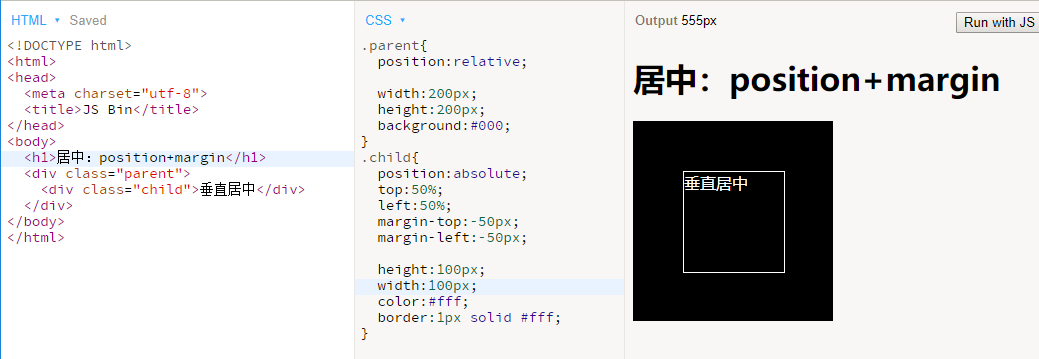 HTML ▾ Saved
<!DOCTYPE html>
<html>
<head>
<meta charset="utf-8">
<title>JS Bin</title>
</head>
<body>
<h1>居中：position+margin</h1>
<div class="parent">
<div class="child">垂直居中</div>
</div>
</body>
</html>
CSS ▾
.parent{
position:relative;
width:200px;
height:200px;
background:#000;
}
.child{
position:absolute;
top:50%;
left:50%;
margin-top:-50px;
margin-left:-50px;
height:100px;
width:100px;
color:#fff;
border:1px solid #fff;
}
Output 555px
Run with JS
居中：position+margin
垂直居中